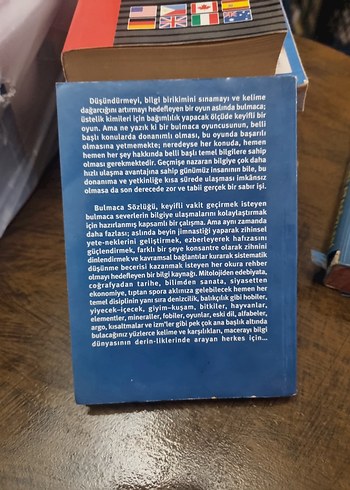 Düşündürmeyi, bilgi birikimini sınamayı ve kelime
dağarcığını artırmayı hedefleyen bir oyun aslında bulmaca;
üstelik kimileri için bağımlılık yapacak ölçüde keyifli bir
oyun. Ama ne yazık ki bir bulmaca oyuncusunun, belli
başlı konularda donanımlı olması, bu oyunda başarılı
olmasına yetmemekte; neredeyse her konuda, hemen
hemen her şey hakkında belli başlı temel bilgilere sahip
olması gerekmektedir. Geçmişe nazaran bilgiye çok daha
hızlı ulaşma avantajına sahip günümüz insanının bile, bu
donanıma ve yetkinliğe kısa sürede ulaşması imkânsız
olmasa da son derecede zor ve tabii gerçek bir sabır işi.
Bulmaca Sözlüğü, keyifli vakit geçirmek isteyen
bulmaca severlerin bilgiye ulaşmalarını kolaylaştırmak
için hazırlanmış kapsamlı bir çalışma. Ama aynı zamanda
daha fazlası; aslında beyin jimnastiği yaparak zihinsel
yete-neklerini geliştirmek, ezberleyerek hafızasını
güçlendirmek, farklı bir şeye konsantre olarak zihnini
dinlendirmek ve kavramsal bağlantılar kurarak sistematik
düşünme becerisi kazanmak isteyen her okura rehber
olmayı hedefleyen bir bilgi kaynağı. Mitolojiden edebiyata,
coğrafyadan tarihe, bilimden sanata, siyasetten
ekonomiye, tıptan spora aklınıza gelebilecek hemen her
temel disiplinin yanı sıra denizcilik, balıkçılık gibi hobiler,
yiyecek-içecek, giyim-kuşam, bitkiler, hayvanlar,
elementler, mineraller, fobiler, oyunlar, eski dil, alfabeler,
argo, kısaltmalar ve izm'ler gibi pek çok ana başlık altında
bulacağınız yüzlerce kelime ve karşılıkları, macerayı bilgi
dünyasının derin-liklerinde arayan herkes için...